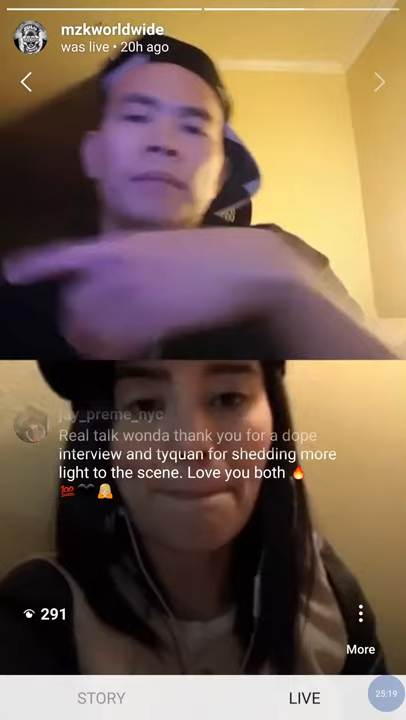 mzkworldwide
was live • 20h ago
jay_preme_nyc
Real talk wonda thank you for a dope
interview and tyquan for shedding more
light to the scene. Love you both 🔥
💯
291
More
STORY
LIVE
25:19